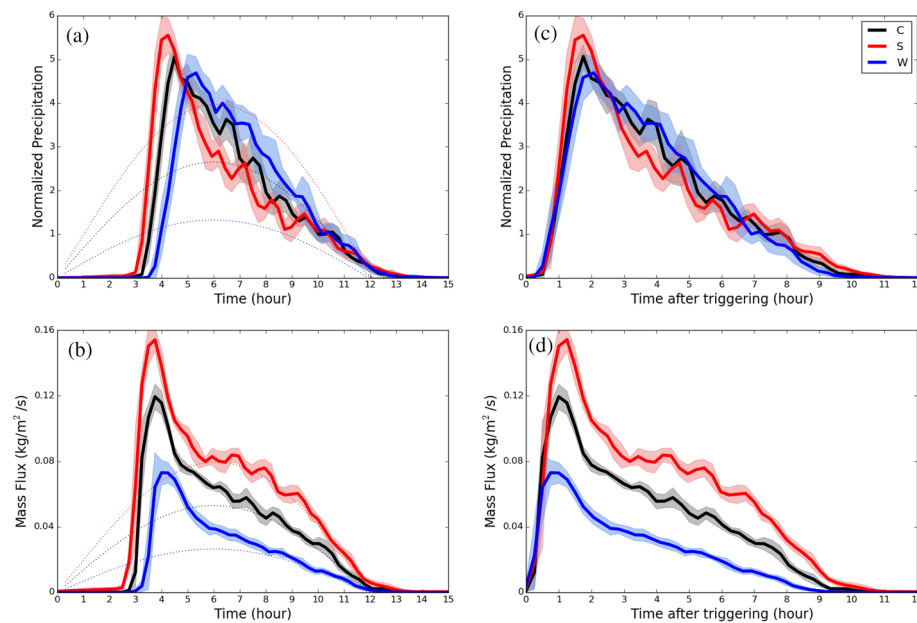 (a)
Normalized Precipitation
6
5
4
3
2
1
0
0 1 2 3 4 5 6 7 8 9 10 11 12 13 14 15
Time (hour)
(c)
C
S
W
Normalized Precipitation
6
5
4
3
2
1
0
0 1 2 3 4 5 6 7 8 9 10 11 12
Time after triggering (hour)
(b)
Mass Flux (kg/m² /s)
0.16
0.12
0.08
0.04
0
0 1 2 3 4 5 6 7 8 9 10 11 12 13 14 15
Time (hour)
(d)
Mass Flux (kg/m² /s)
0.16
0.12
0.08
0.04
0
0 1 2 3 4 5 6 7 8 9 10 11
Time after triggering (hour)